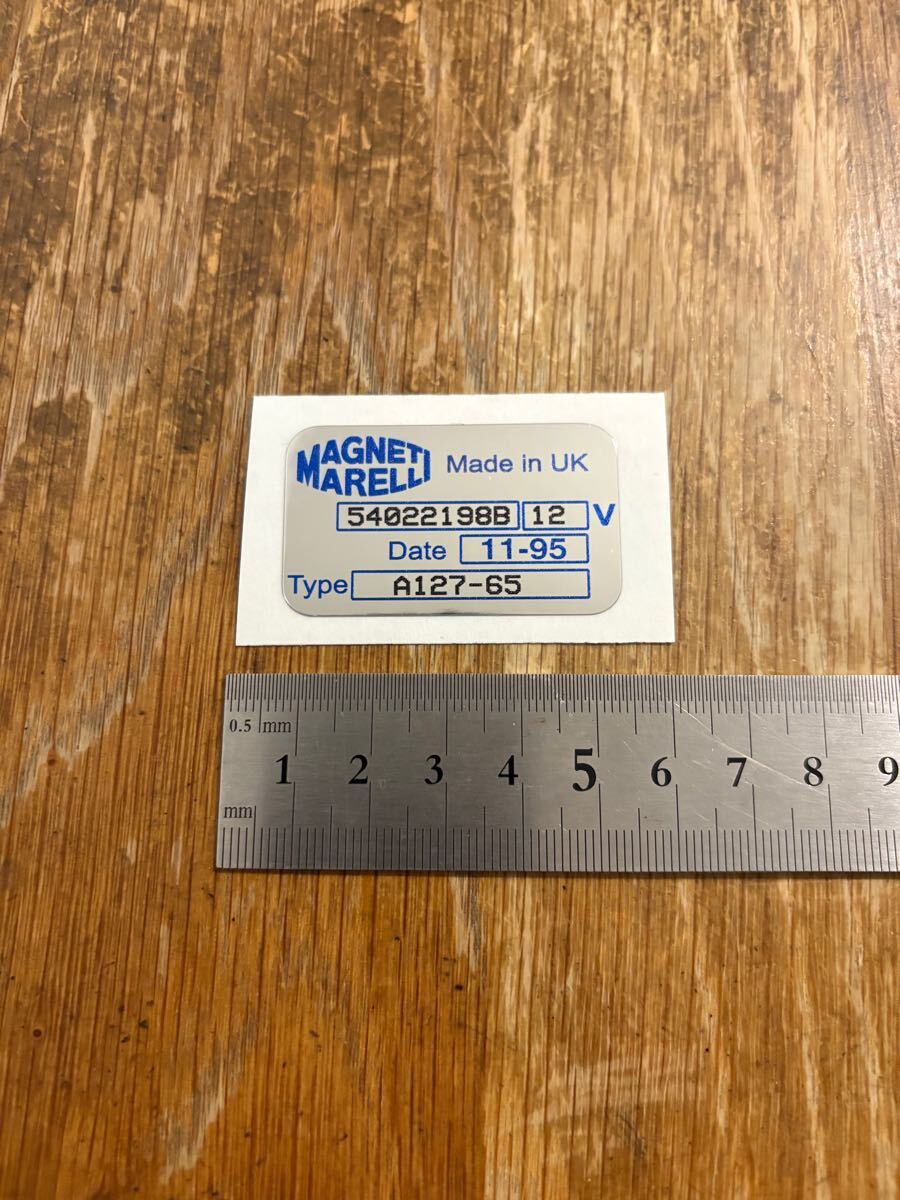 MAGNETI
MARELLI
Made in UK
54022198B 12 V
Date 11-95
Type A127-65
0.5 mm
1 2 3 4 5 6 7 8 9
mm